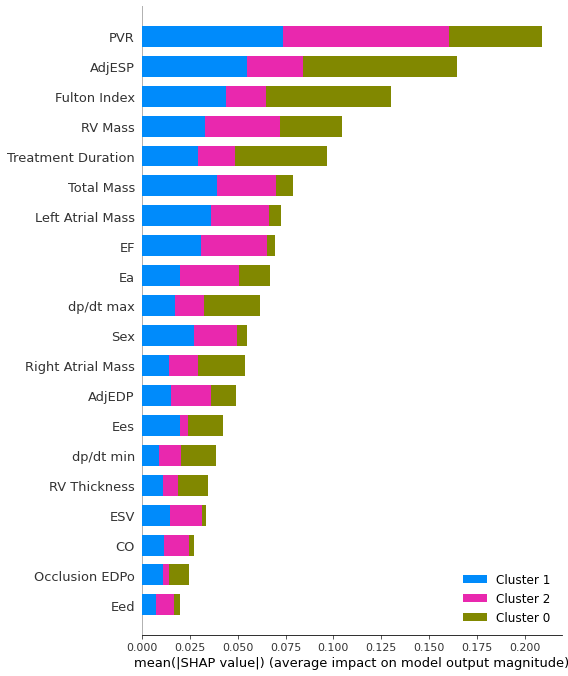 PVR
AdjESP
Fulton Index
RV Mass
Treatment Duration
Total Mass
Left Atrial Mass
EF
Ea
dp/dt max
Sex
Right Atrial Mass
AdjEDP
Ees
dp/dt min
RV Thickness
ESV
CO
Occlusion EDPo
Eed
Cluster 1
Cluster 2
Cluster 0
0.000 0.025 0.050 0.075 0.100 0.125 0.150 0.175 0.200
mean(|SHAP value|) (average impact on model output magnitude)